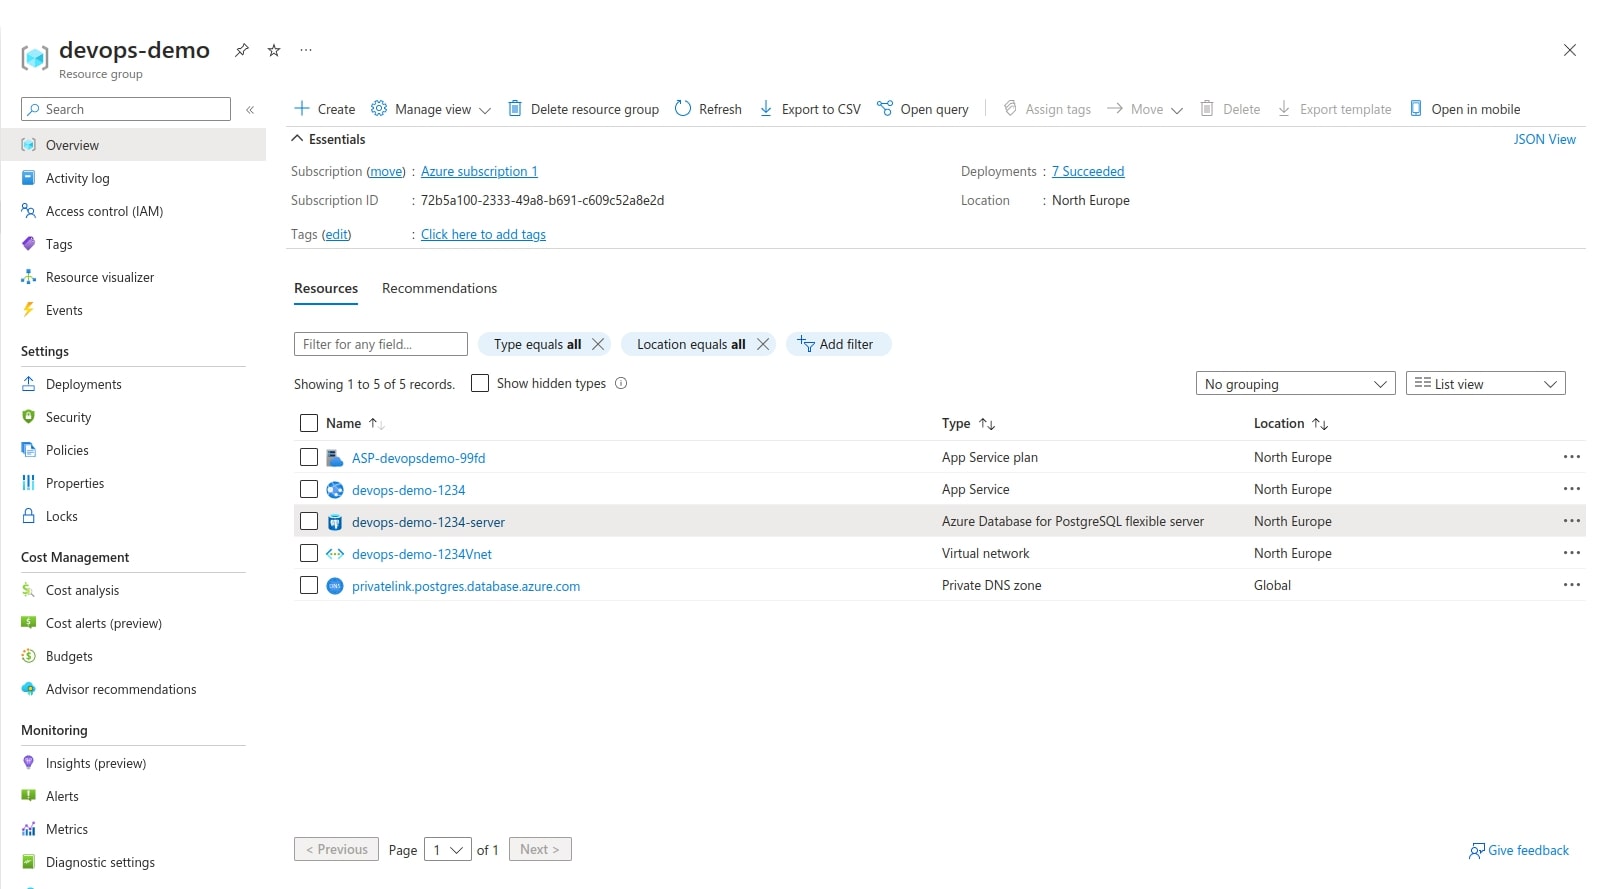 devops-demo
Resource group
Search
Create Manage view Delete resource group Refresh Export to CSV Open query Assign tags Move Delete Export template Open in mobile
Overview
Activity log
Access control (IAM)
Tags
Resource visualizer
Events
Settings
Deployments
Security
Policies
Properties
Locks
Cost Management
Cost analysis
Cost alerts (preview)
Budgets
Advisor recommendations
Monitoring
Insights (preview)
Alerts
Metrics
Diagnostic settings
Essentials JSON View
Subscription (move) : Azure subscription 1 Deployments : 7 Succeeded
Subscription ID : 72b5a100-2333-49a8-b691-c609c52a8e2d Location : North Europe
Tags (edit) : Click here to add tags
Resources Recommendations
Filter for any field... Type equals all Location equals all Add filter
Showing 1 to 5 of 5 records. Show hidden types No grouping List view
Name Type Location
ASP-devopsdemo-99fd App Service plan North Europe
devops-demo-1234 App Service North Europe
devops-demo-1234-server Azure Database for PostgreSQL flexible server North Europe
devops-demo-1234Vnet Virtual network North Europe
DNS privatelink.postgres.database.azure.com Private DNS zone Global
< Previous Page 1 of 1 Next > Give feedback